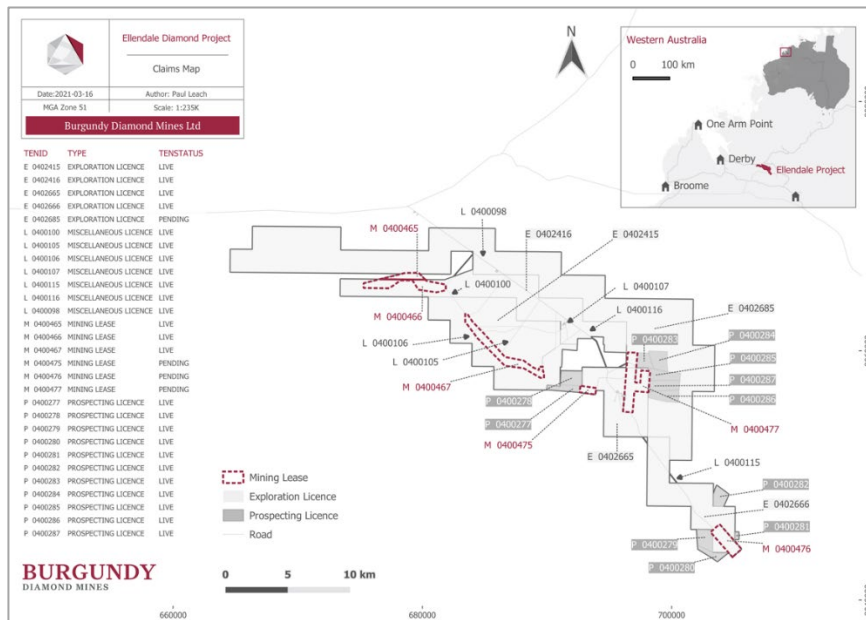 Ellendale Diamond Project
Claims Map
Date:2021-03-16
Author: Paul Leach
MGA Zone 51
Scale: 1:235K
Burgundy Diamond Mines Ltd
TENID TYPE TENSTATUS
E 0402415 EXPLORATION LICENCE LIVE
E 0402416 EXPLORATION LICENCE LIVE
E 0402665 EXPLORATION LICENCE LIVE
E 0402666 EXPLORATION LICENCE LIVE
E 0402685 EXPLORATION LICENCE PENDING
L 0400100 MISCELLANEOUS LICENCE LIVE
L 0400105 MISCELLANEOUS LICENCE LIVE
L 0400106 MISCELLANEOUS LICENCE LIVE
L 0400107 MISCELLANEOUS LICENCE LIVE
L 0400115 MISCELLANEOUS LICENCE LIVE
L 0400116 MISCELLANEOUS LICENCE LIVE
L 0400098 MISCELLANEOUS LICENCE LIVE
M 0400465 MINING LEASE LIVE
M 0400466 MINING LEASE LIVE
M 0400467 MINING LEASE LIVE
M 0400475 MINING LEASE PENDING
M 0400476 MINING LEASE PENDING
M 0400477 MINING LEASE PENDING
P 0400277 PROSPECTING LICENCE LIVE
P 0400278 PROSPECTING LICENCE LIVE
P 0400279 PROSPECTING LICENCE LIVE
P 0400280 PROSPECTING LICENCE LIVE
P 0400281 PROSPECTING LICENCE LIVE
P 0400282 PROSPECTING LICENCE LIVE
P 0400283 PROSPECTING LICENCE LIVE
P 0400284 PROSPECTING LICENCE LIVE
P 0400285 PROSPECTING LICENCE LIVE
P 0400286 PROSPECTING LICENCE LIVE
P 0400287 PROSPECTING LICENCE LIVE
N
Western Australia
0 100 km
One Arm Point
Derby
Ellendale Project
Broome
L 0400098
M 0400465
E 0402416
E 0402415
L 0400100
L 0400107
M 0400466
L 0400116
E 0402685
L 0400106
P 0400283
P 0400284
L 0400105
P 0400285
M 0400467
P 0400287
P 0400278
P 0400286
P 0400277
M 0400477
M 0400475
E 0402665
L 0400115
P 0400282
E 0402666
P 0400281
P 0400279
M 0400476
P 0400280
Mining Lease
Exploration Licence
Prospecting Licence
Road
0 5 10 km
BURGUNDY
DIAMOND MINES
660000
680000
700000